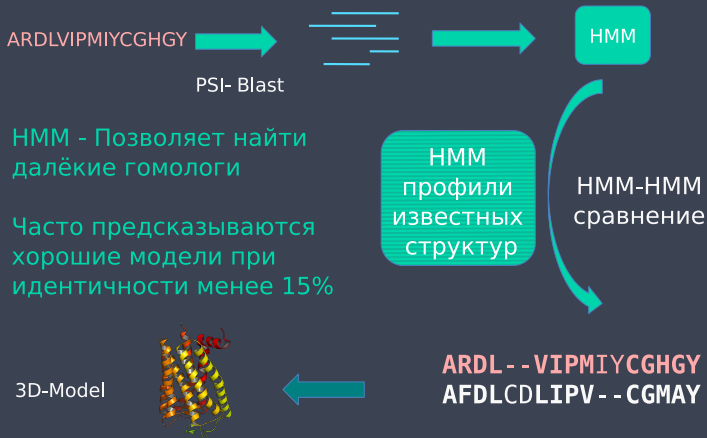 ARDLVIPMIYCGHGY
PSI- Blast
HMM
HMM - Позволяет найти
далёкие гомологи
Часто предсказываются
хорошие модели при
идентичности менее 15%
HMM
профили
известных
структур
HMM-HMM
сравнение
ARDL--VIPMIYCGHGY
AFDLCDLIPV--CGMAY
3D-Model